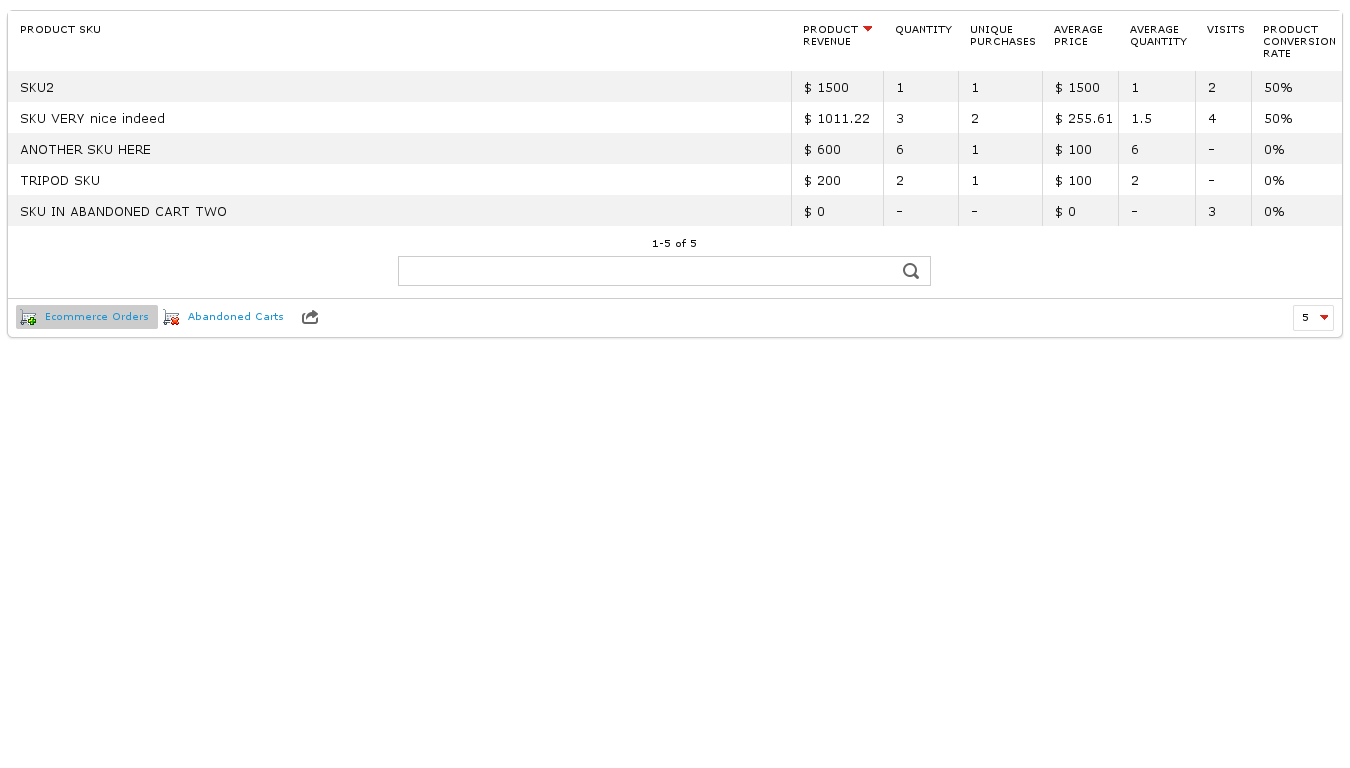 PRODUCT SKU PRODUCT REVENUE QUANTITY UNIQUE PURCHASES AVERAGE PRICE AVERAGE QUANTITY VISITS PRODUCT CONVERSION RATE
SKU2 $ 1500 1 1 $ 1500 1 2 50%
SKU VERY nice indeed $ 1011.22 3 2 $ 255.61 1.5 4 50%
ANOTHER SKU HERE $ 600 6 1 $ 100 6 - 0%
TRIPOD SKU $ 200 2 1 $ 100 2 - 0%
SKU IN ABANDONED CART TWO $ 0 - - $ 0 - 3 0%
1-5 of 5
Ecommerce Orders Abandoned Carts 5